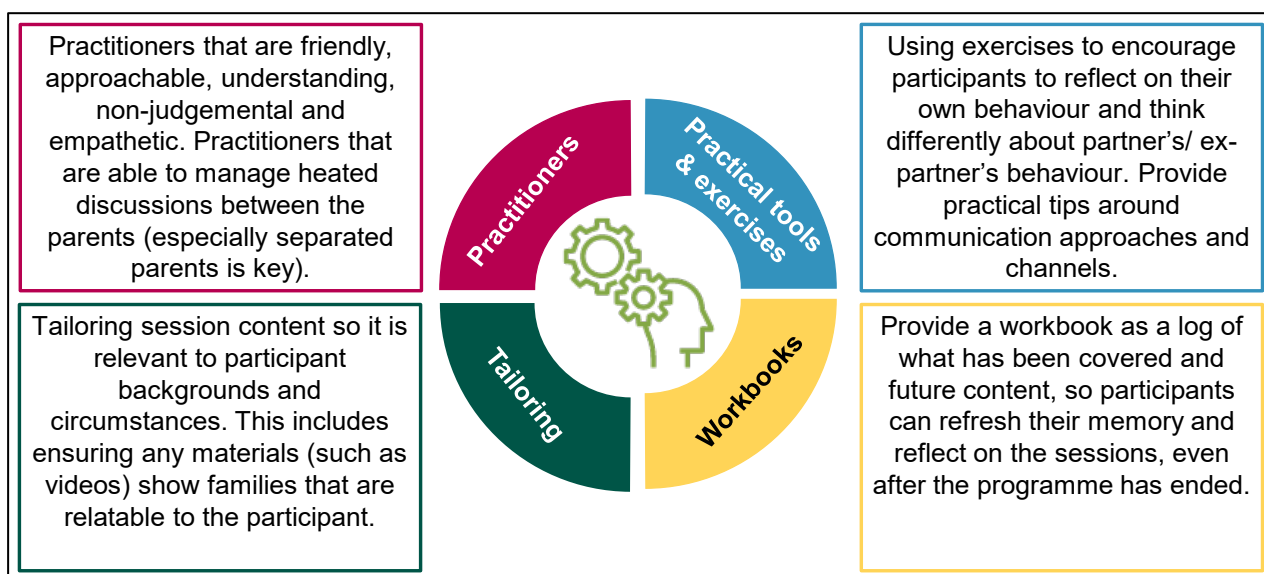 Practitioners that are friendly,
approachable, understanding,
non-judgemental and
empathetic. Practitioners that
are able to manage heated
discussions between the
parents (especially separated
parents is key).
Practitioners
Practical tools
& exercises
Using exercises to encourage
participants to reflect on their
own behaviour and think
differently about partner’s/ ex-
partner’s behaviour. Provide
practical tips around
communication approaches and
channels.
Tailoring session content so it is
relevant to participant
backgrounds and
circumstances. This includes
ensuring any materials (such as
videos) show families that are
relatable to the participant.
Tailoring
Workbooks
Provide a workbook as a log of
what has been covered and
future content, so participants
can refresh their memory and
reflect on the sessions, even
after the programme has ended.